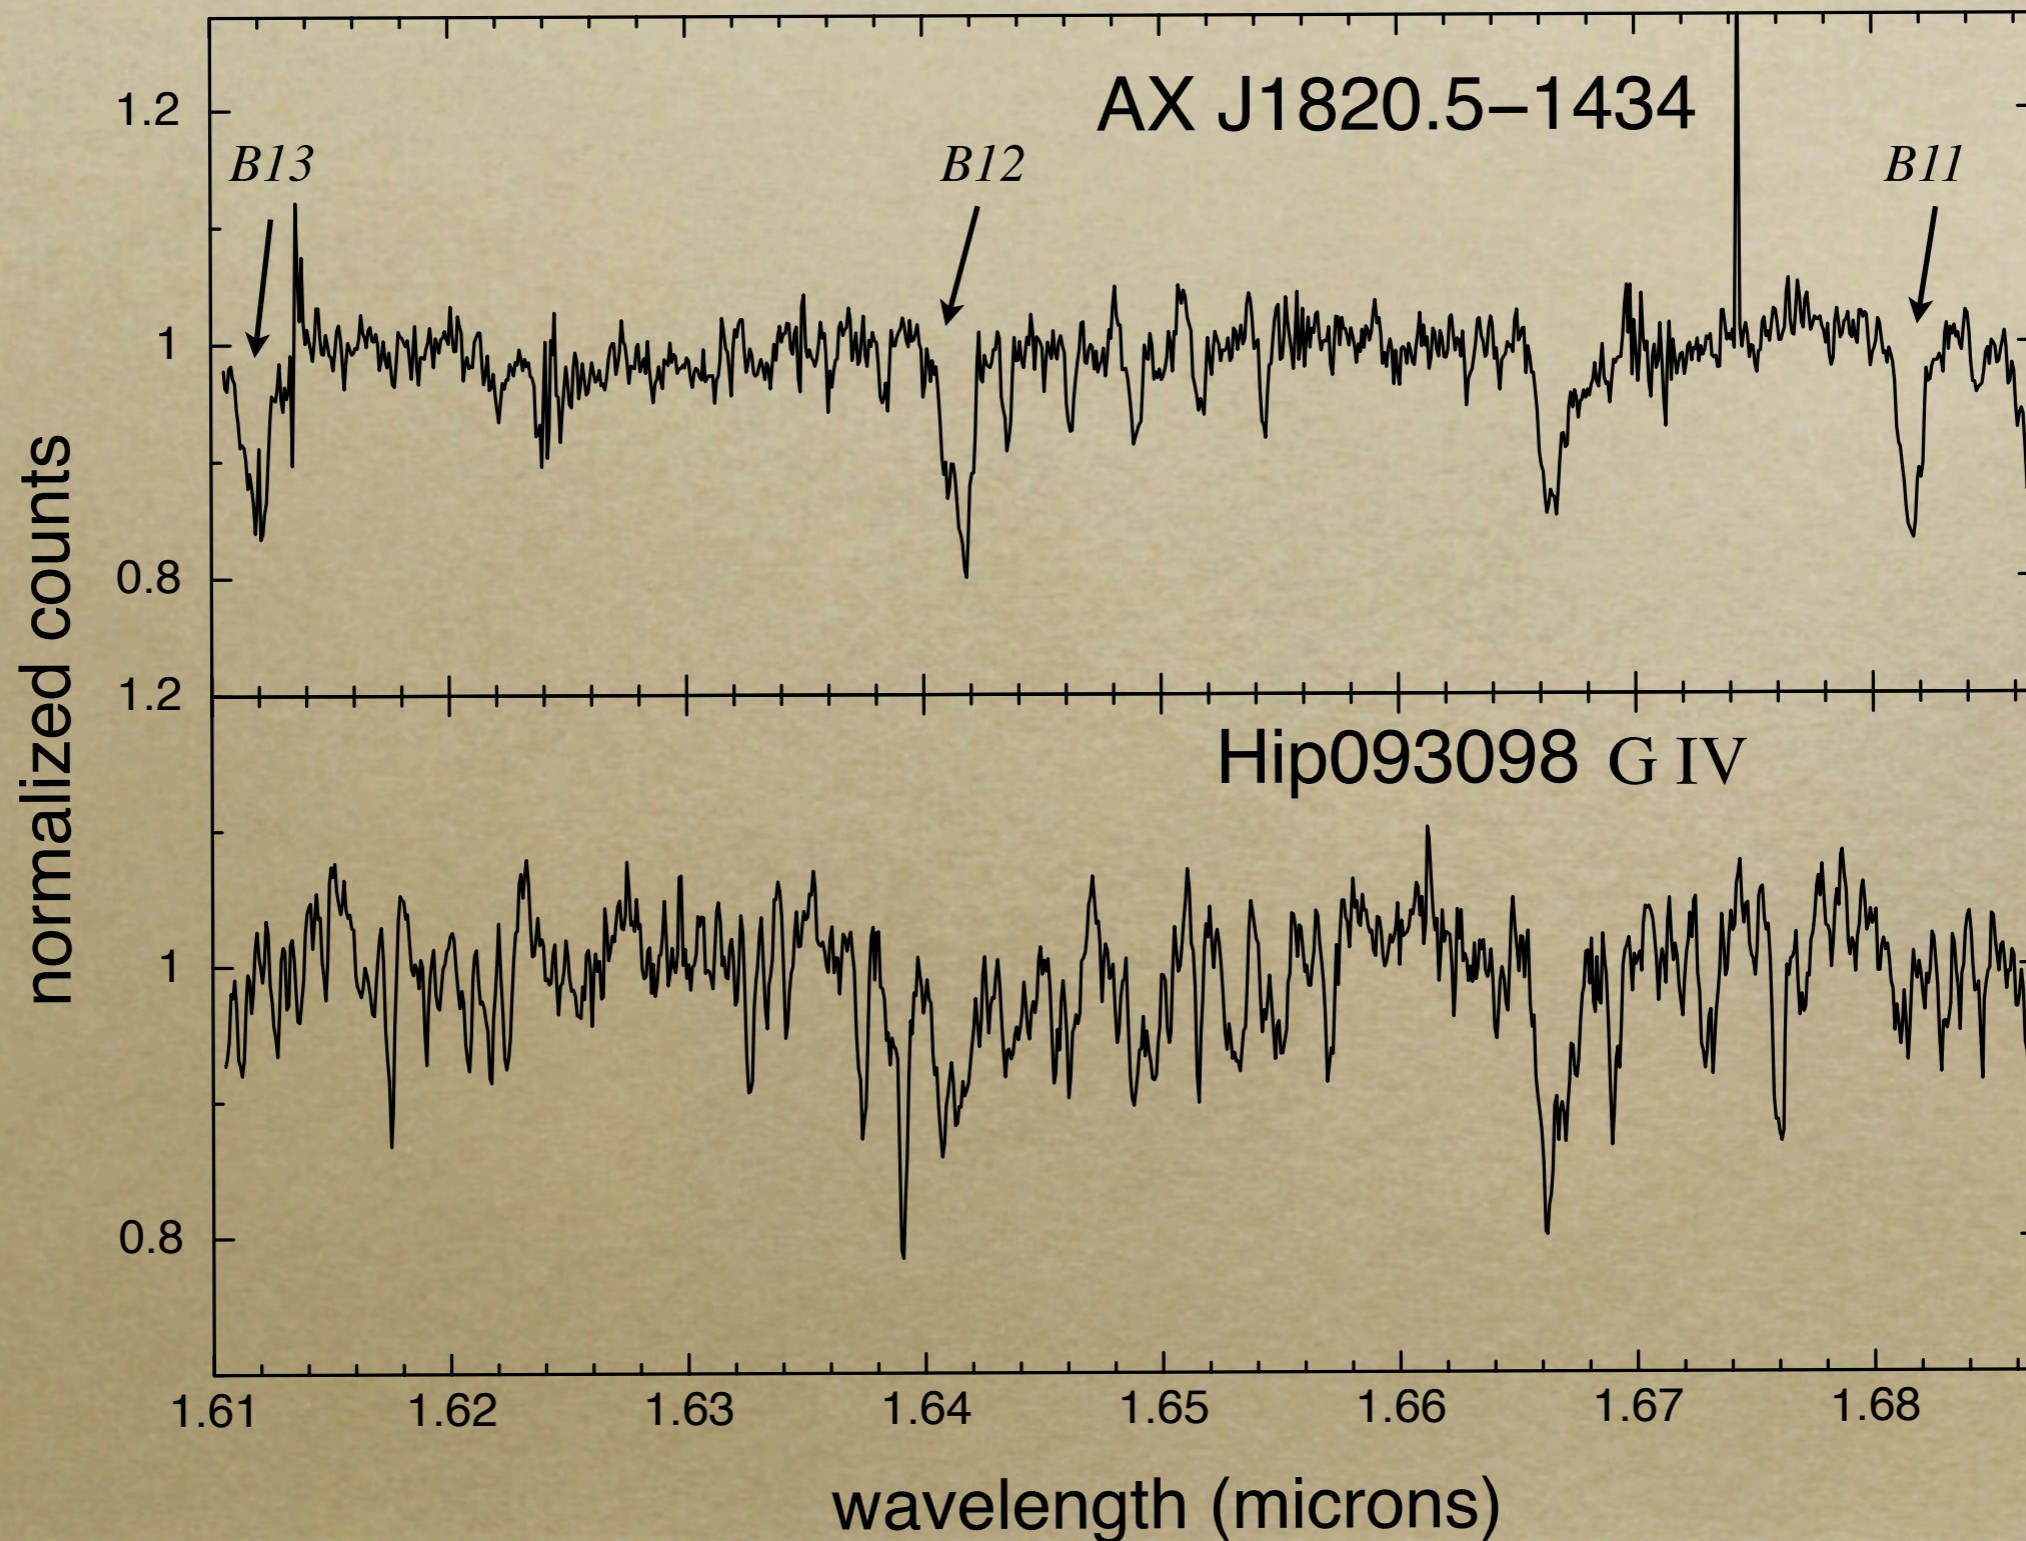 AX J1820.5−1434
1.2
B13
B12
B11
1
0.8
normalized counts
1.2
Hip093098 G IV
1
0.8
1.61 1.62 1.63 1.64 1.65 1.66 1.67 1.68
wavelength (microns)